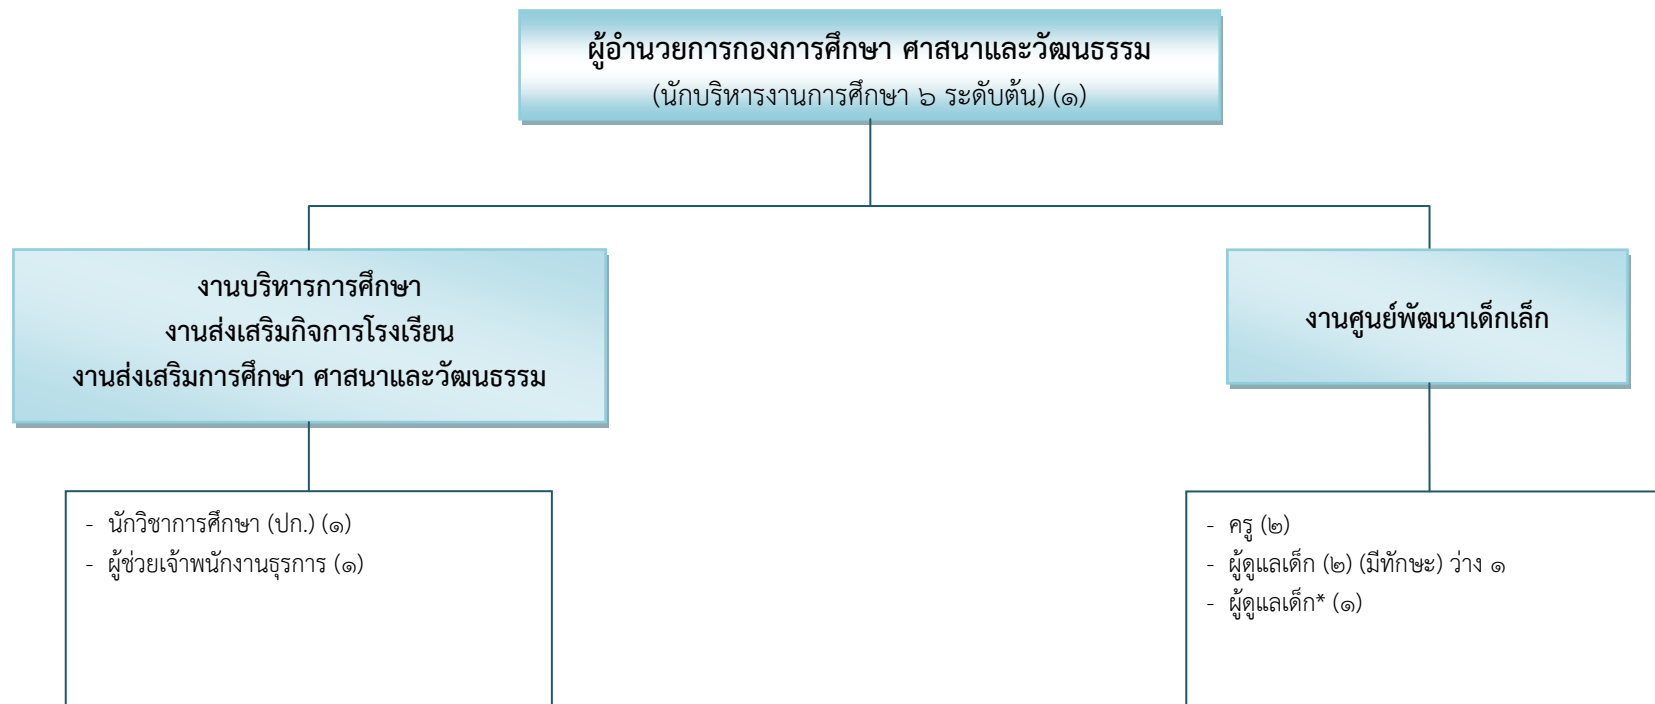 ผู้อำนวยการกองการศึกษา ศาสนาและวัฒนธรรม
(นักบริหารงานการศึกษา ๖ ระดับต้น) (๑)
งานบริหารการศึกษา
งานส่งเสริมกิจการโรงเรียน
งานส่งเสริมการศึกษา ศาสนาและวัฒนธรรม
- นักวิชาการศึกษา (ปก.) (๑)
- ผู้ช่วยเจ้าพนักงานธุรการ (๑)
งานศูนย์พัฒนาเด็กเล็ก
- ครู (๒)
- ผู้ดูแลเด็ก (๒) (มีทักษะ) ว่าง ๑
- ผู้ดูแลเด็ก* (๑)